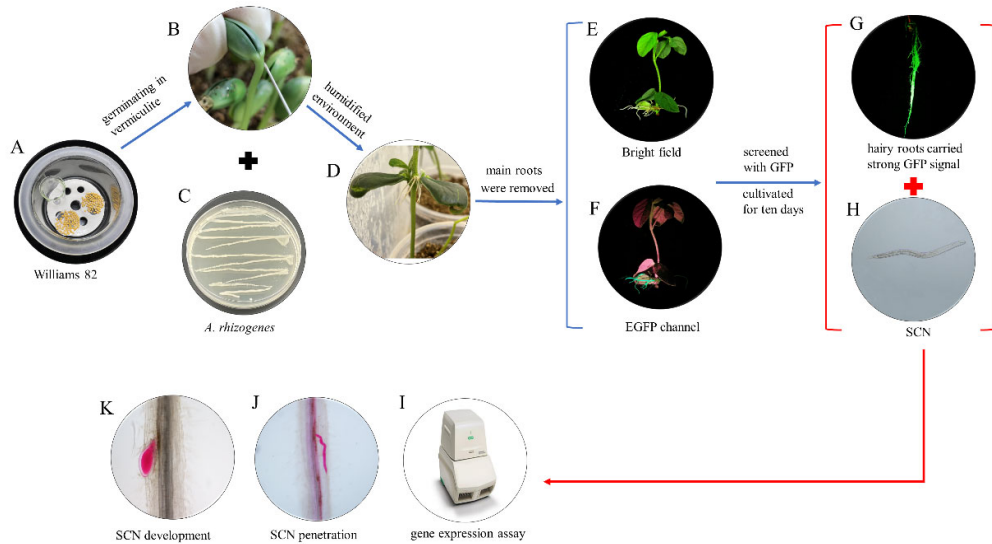 A
Williams 82
germinating in
vermiculite
B
C
A. rhizogenes
humidified
environment
D
main roots
were removed
E
Bright field
F
EGFP channel
screened
with GFP
cultivated
for ten days
G
hairy roots carried
strong GFP signal
H
SCN
K
SCN development
J
SCN penetration
I
gene expression assay